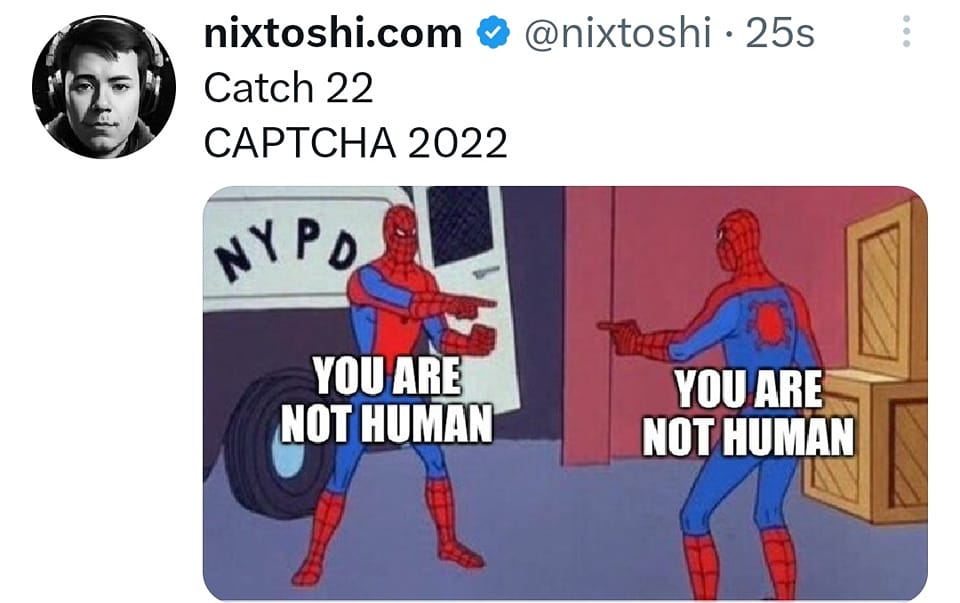 nixtoshi.com @nixtoshi · 25s
Catch 22
CAPTCHA 2022
NYPD
YOU ARE
NOT HUMAN
YOU ARE
NOT HUMAN